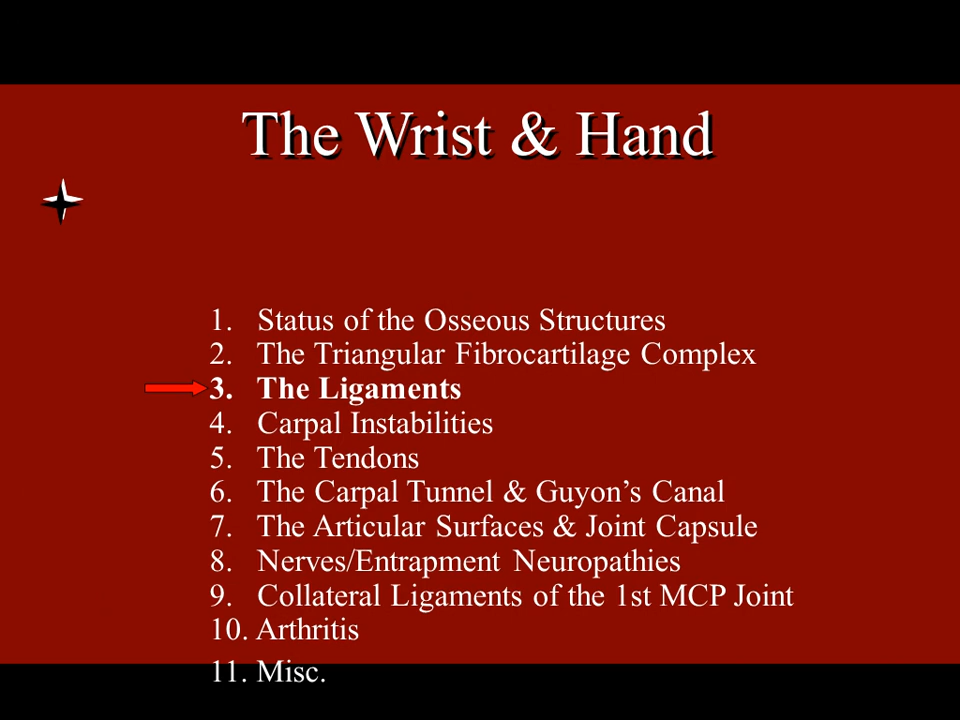 The Wrist & Hand
1. Status of the Osseous Structures
2. The Triangular Fibrocartilage Complex
3. The Ligaments
4. Carpal Instabilities
5. The Tendons
6. The Carpal Tunnel & Guyon’s Canal
7. The Articular Surfaces & Joint Capsule
8. Nerves/Entrapment Neuropathies
9. Collateral Ligaments of the 1st MCP Joint
10. Arthritis
11. Misc.